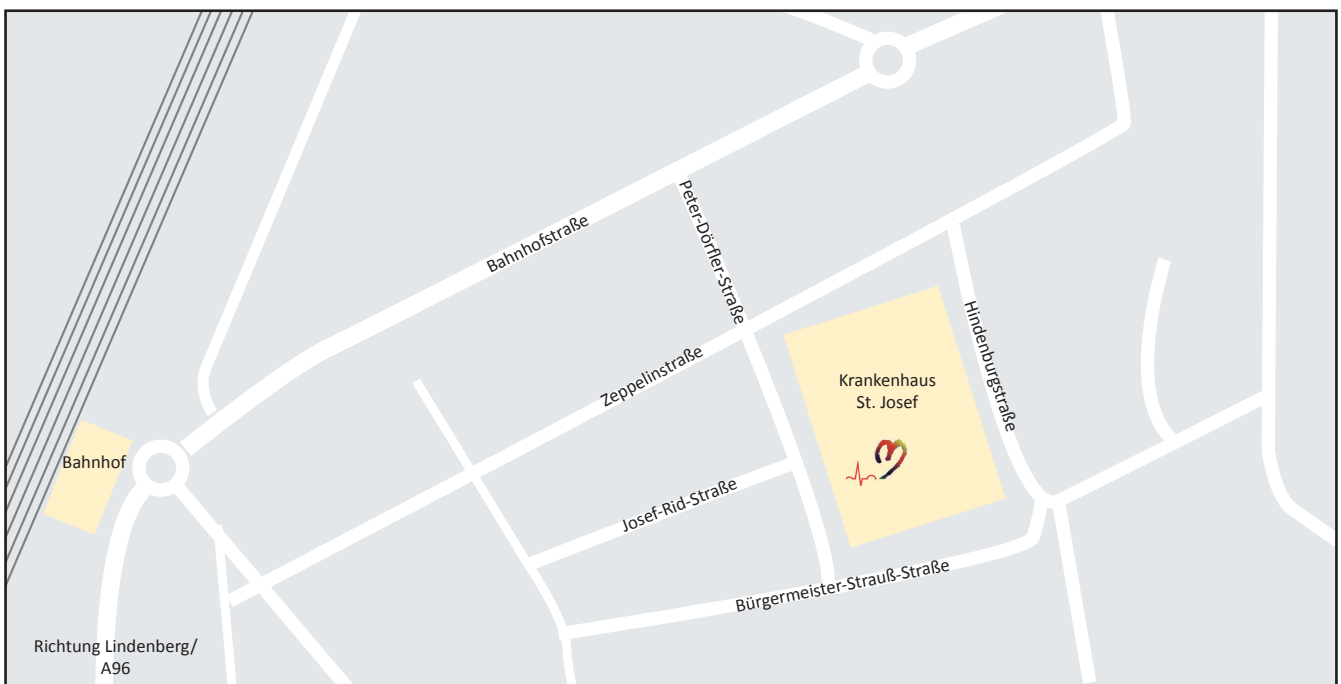 Peter-Dörfler-Straße
Bahnhofstraße
Hindenburgstraße
Zeppelinstraße
Krankenhaus
St. Josef
Bahnhof
Josef-Rid-Straße
Bürgermeister-Strauß-Straße
Richtung Lindenberg/
A96